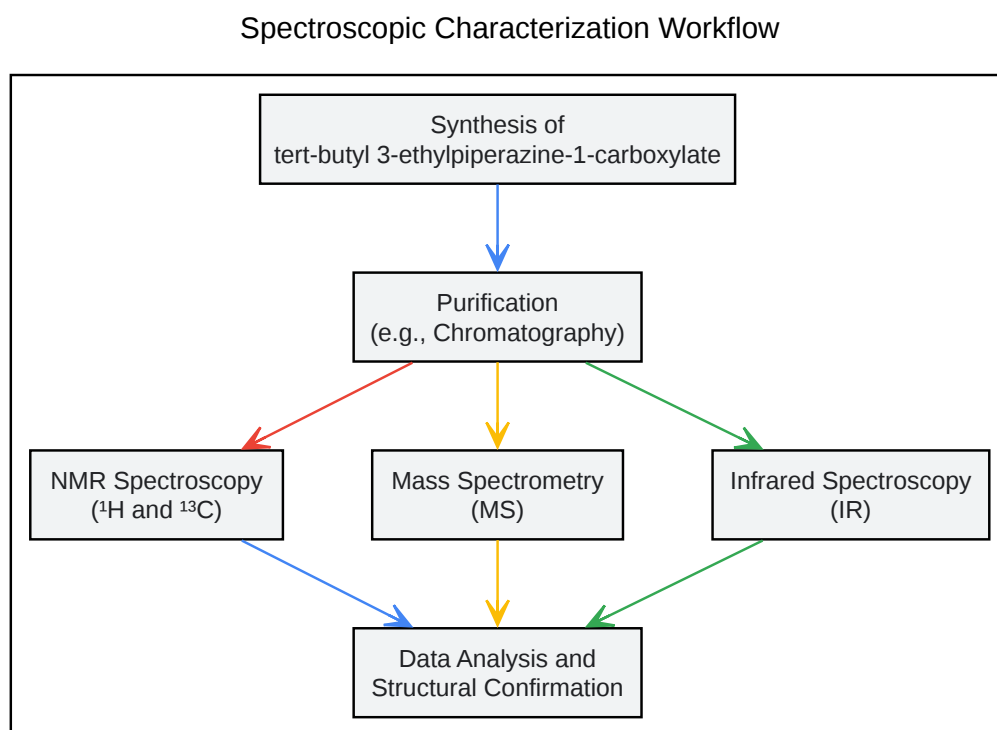 Spectroscopic Characterization Workflow
Synthesis of
tert-butyl 3-ethylpiperazine-1-carboxylate
Purification
(e.g., Chromatography)
NMR Spectroscopy
(¹H and ¹³C)
Mass Spectrometry
(MS)
Infrared Spectroscopy
(IR)
Data Analysis and
Structural Confirmation